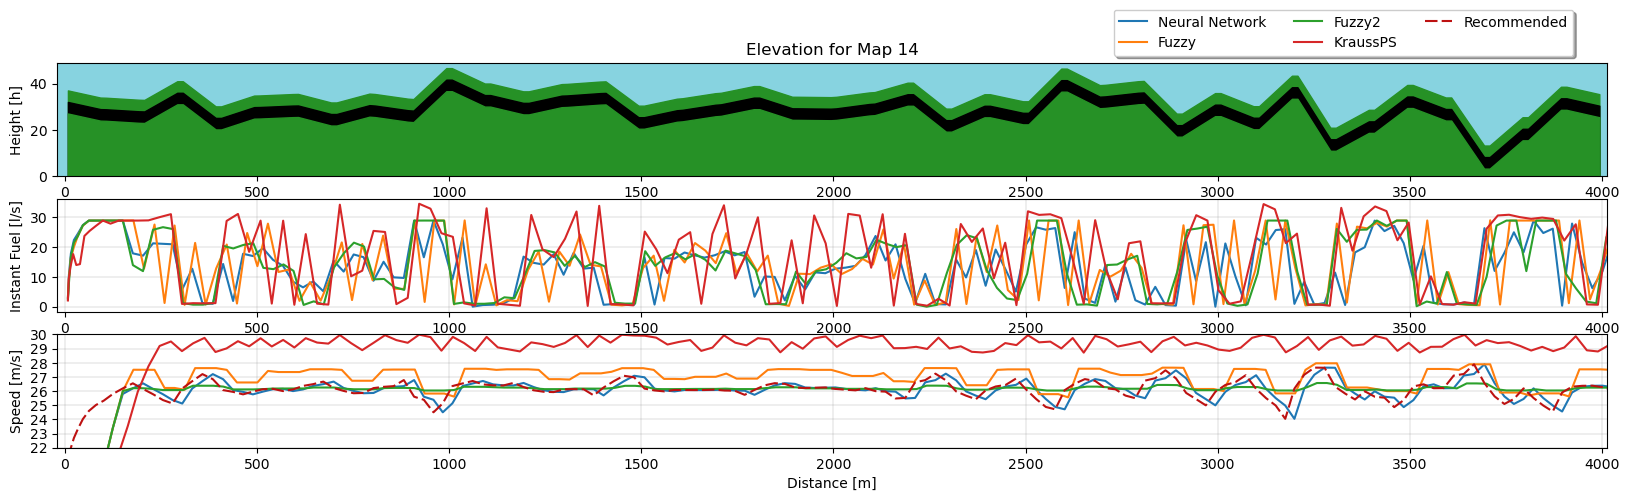 Neural Network
Fuzzy
Fuzzy2
KraussPS
Recommended
Elevation for Map 14
Height [h]
40
20
0
0 500 1000 1500 2000 2500 3000 3500 4000
Instant Fuel [l/s]
30
20
10
0
0 500 1000 1500 2000 2500 3000 3500 4000
Speed [m/s]
30
29
28
27
26
25
24
23
22
0 500 1000 1500 2000 2500 3000 3500 4000
Distance [m]